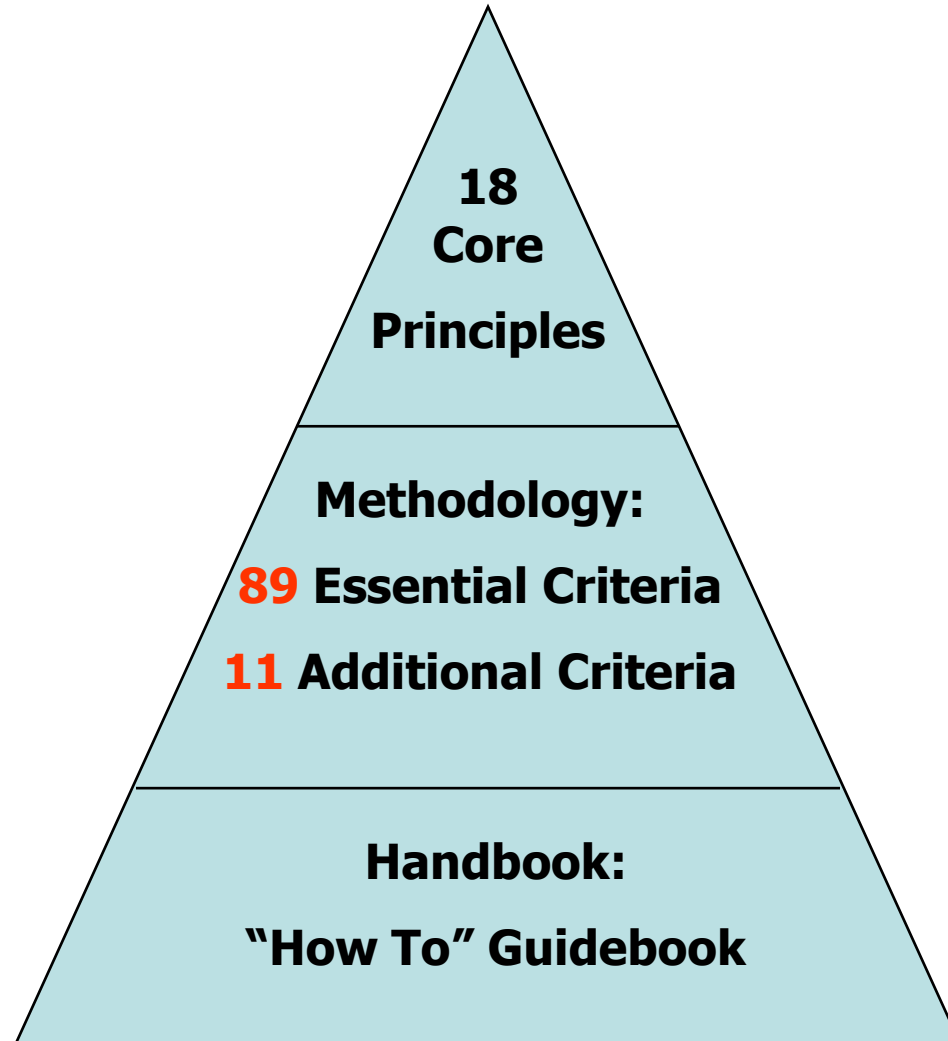 18
Core
Principles
Methodology:
89 Essential Criteria
11 Additional Criteria
Handbook:
“How To” Guidebook